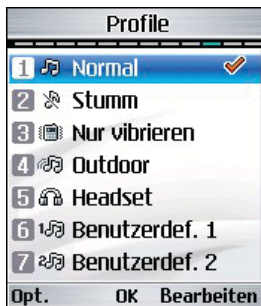 Profile
1 Normal
2 Stumm
3 Nur vibrieren
4 Outdoor
5 Headset
6 Benutzerdef. 1
7 Benutzerdef. 2
Opt. OK Bearbeiten